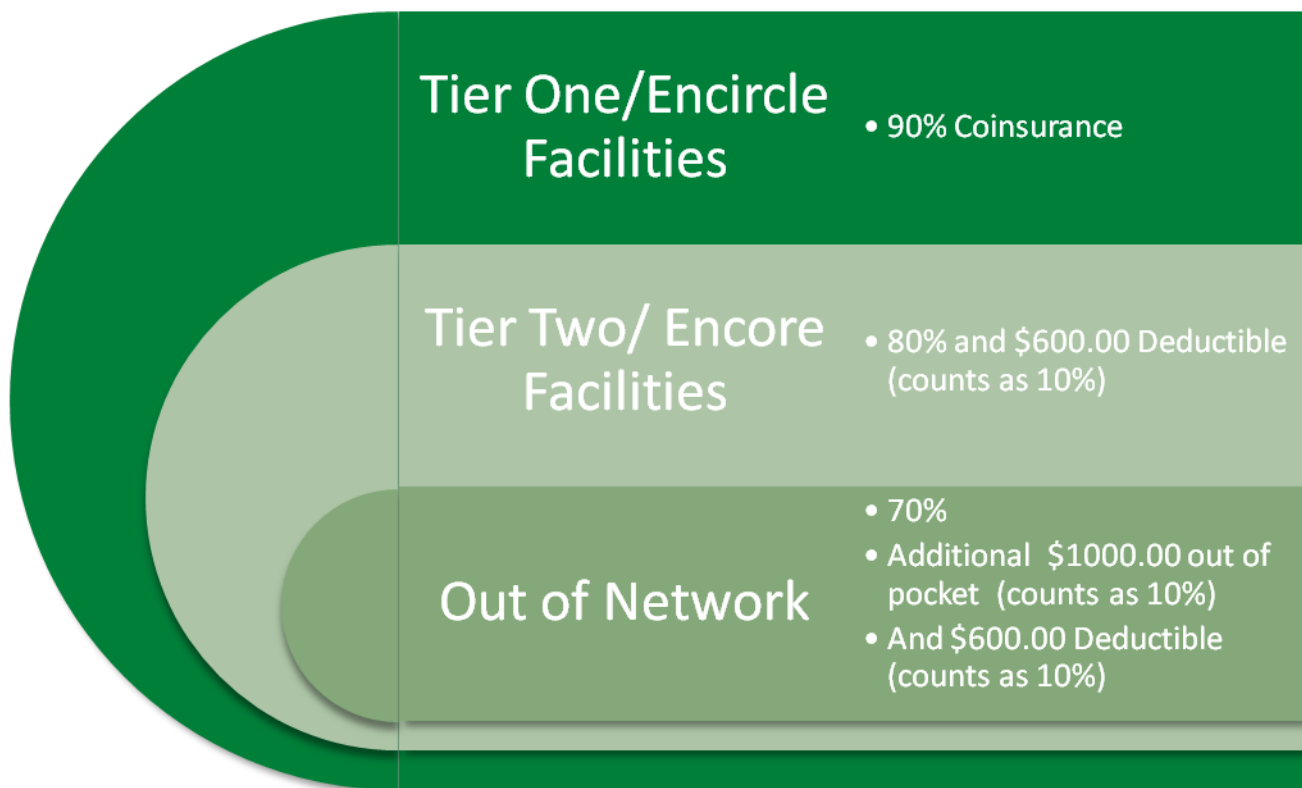 Tier One/Encircle
Facilities
• 90% Coinsurance
Tier Two/ Encore
Facilities
• 80% and $600.00 Deductible
(counts as 10%)
Out of Network
• 70%
• Additional $1000.00 out of
pocket (counts as 10%)
• And $600.00 Deductible
(counts as 10%)